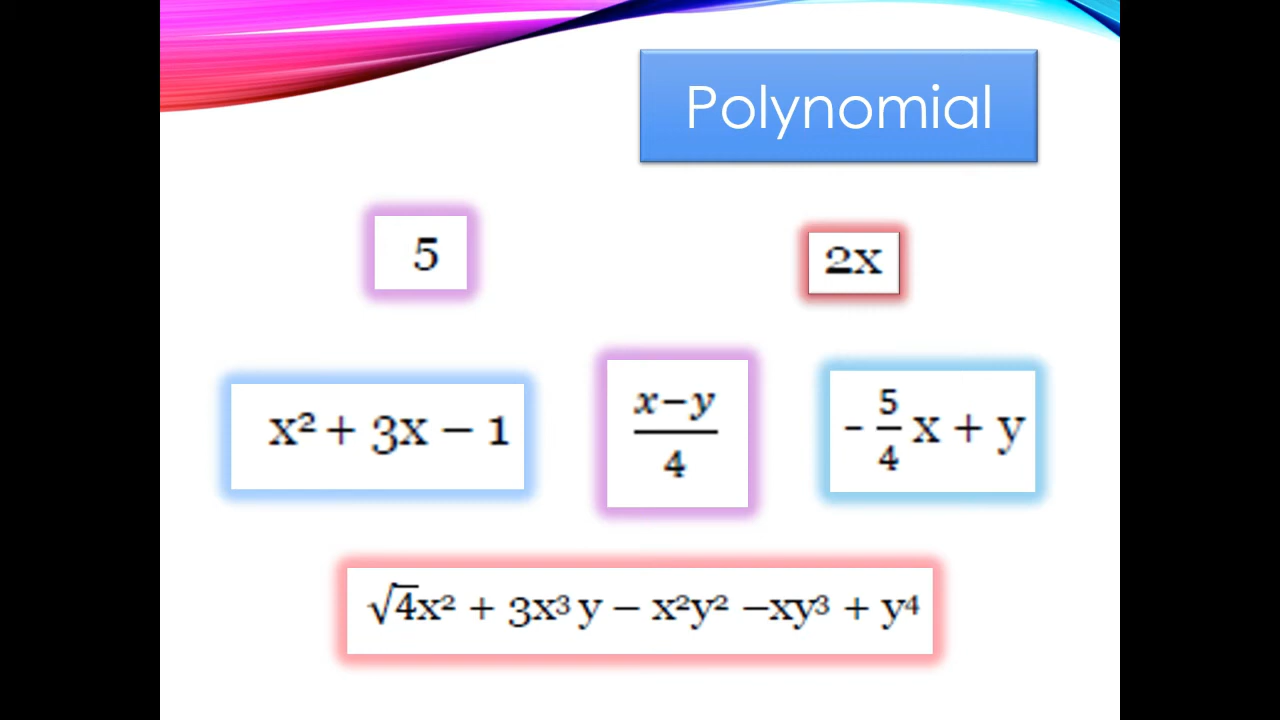 Polynomial
5
2x
x² + 3x – 1
x–y
4
- 5/4 x + y
√4x² + 3x³ y – x²y² –xy³ + y⁴